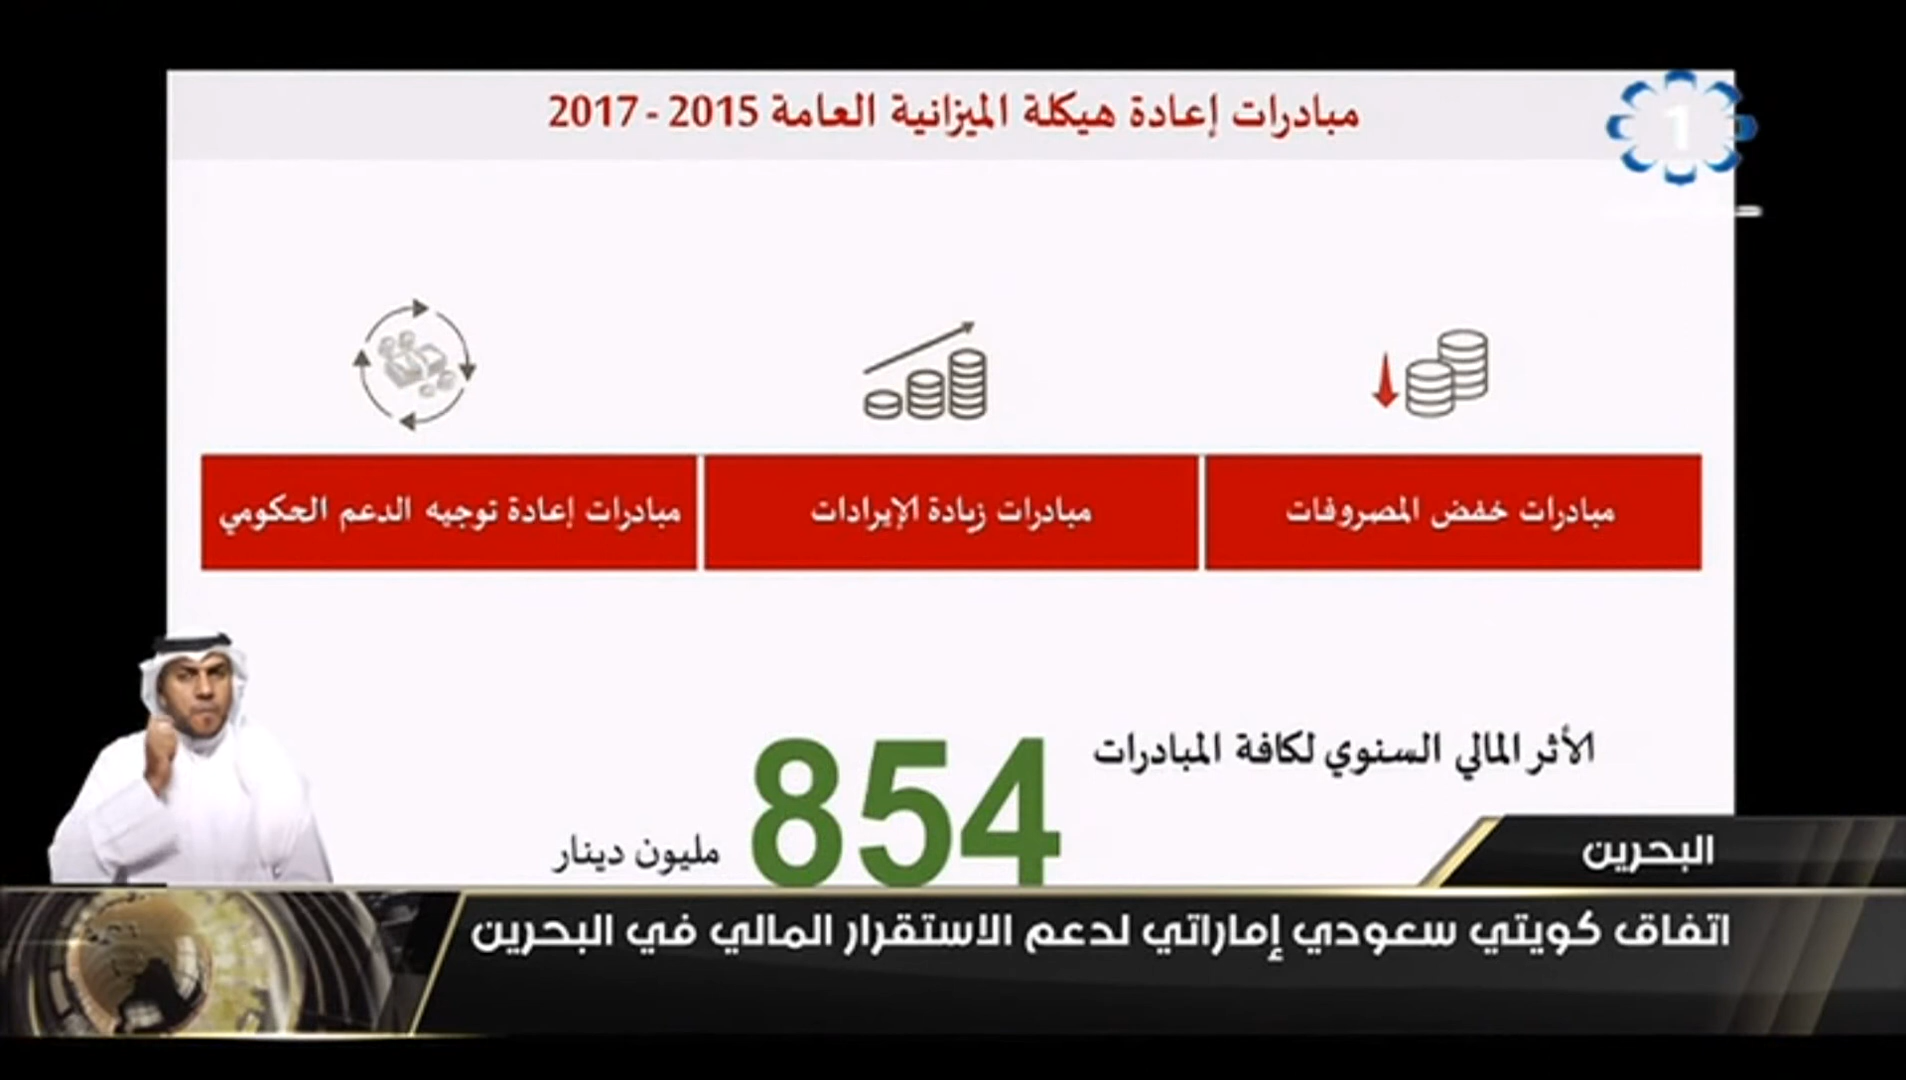 مبادرات إعادة هيكلة الميزانية العامة 2015 - 2017
1
مبادرات خفض المصروفات
مبادرات زيادة الإيرادات
مبادرات إعادة توجيه الدعم الحكومي
الأثر المالي السنوي لكافة المبادرات
854 مليون دينار
البحرين
اتفاق كويتي سعودي إماراتي لدعم الاستقرار المالي في البحرين